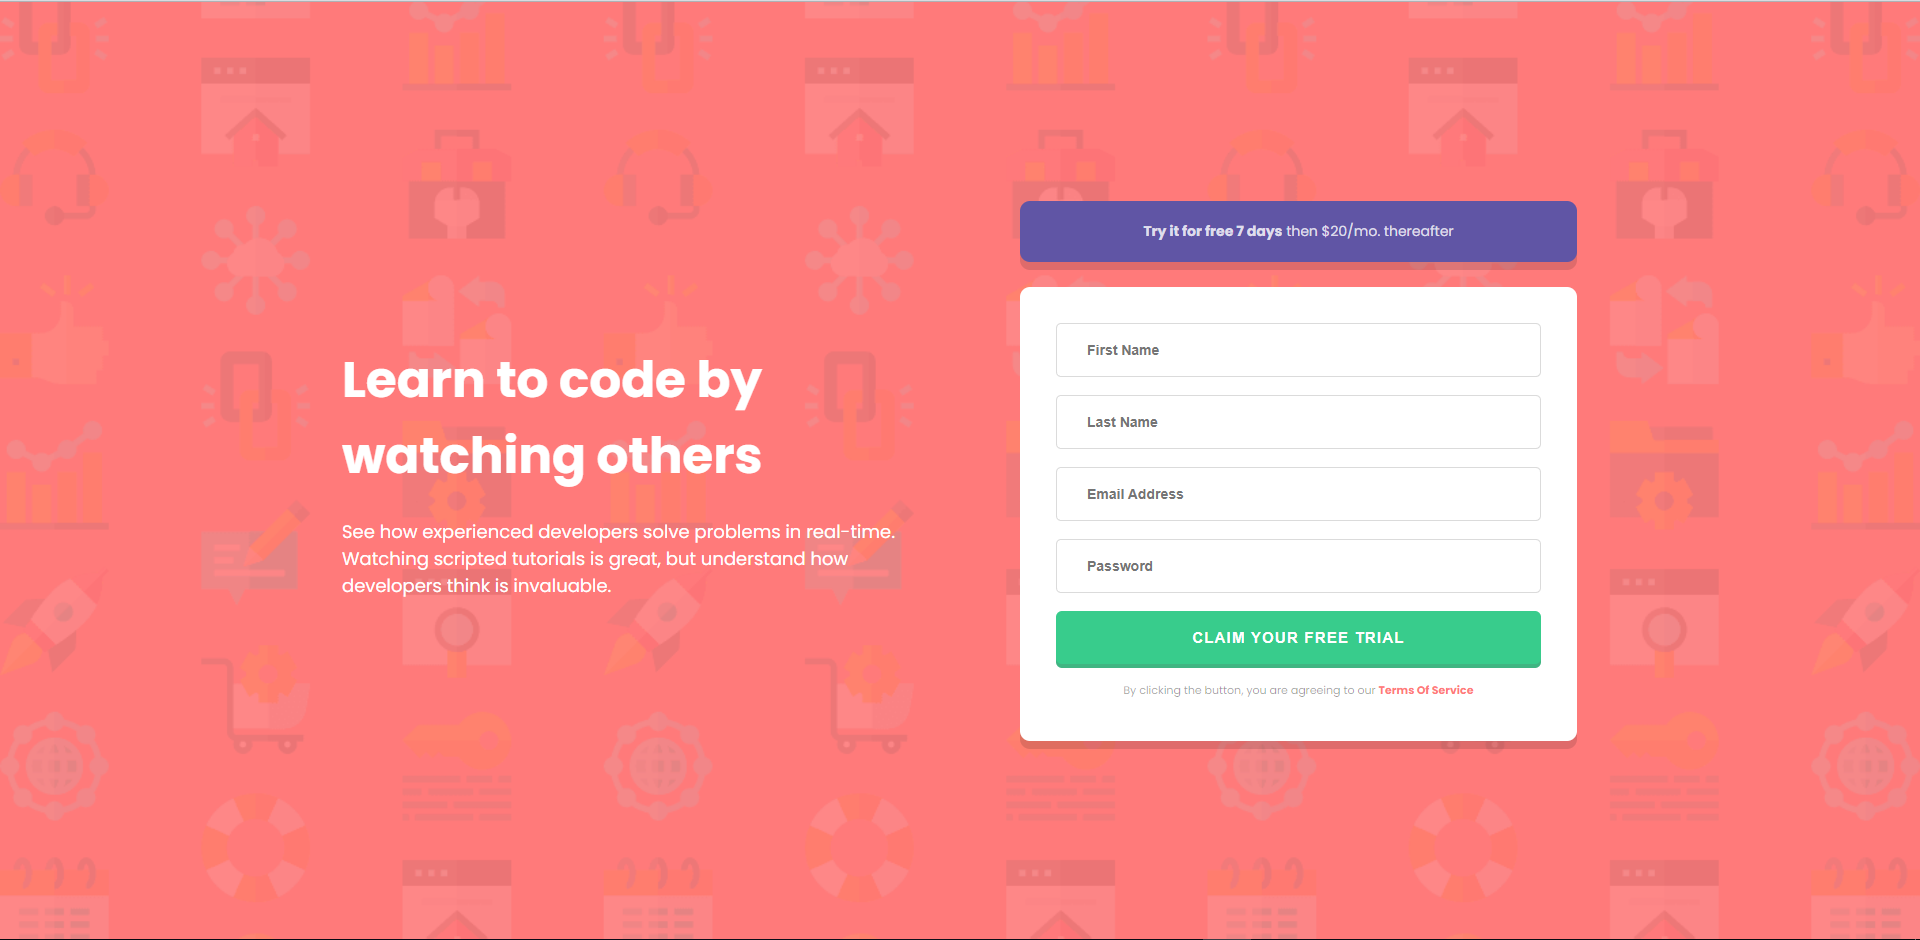 Learn to code by
watching others
See how experienced developers solve problems in real-time.
Watching scripted tutorials is great, but understand how
developers think is invaluable.
Try it for free 7 days then $20/mo. thereafter
First Name
Last Name
Email Address
Password
CLAIM YOUR FREE TRIAL
By clicking the button, you are agreeing to our Terms Of Service